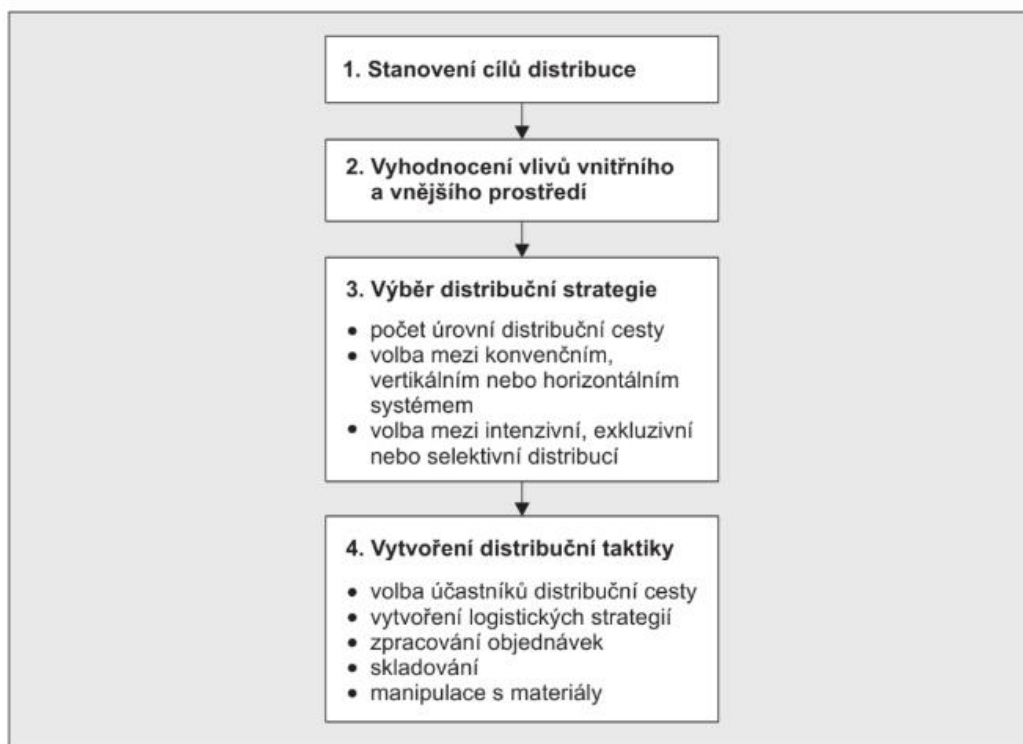 1. Stanovení cílů distribuce
2. Vyhodnocení vlivů vnitřního
a vnějšího prostředí
3. Výběr distribuční strategie
• počet úrovní distribuční cesty
• volba mezi konvenčním,
vertikálním nebo horizontálním
systémem
• volba mezi intenzivní, exkluzivní
nebo selektivní distribucí
4. Vytvoření distribuční taktiky
• volba účastníků distribuční cesty
• vytvoření logistických strategií
• zpracování objednávek
• skladování
• manipulace s materiály